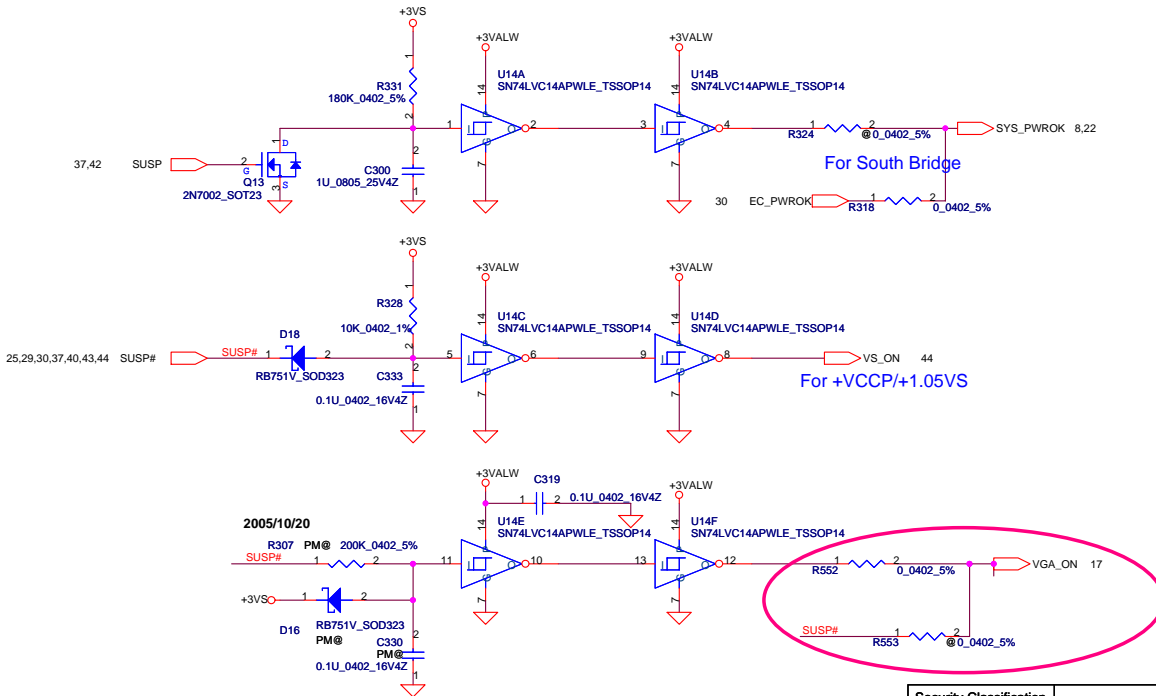 +3VS
+3VALW
+3VALW
R331
180K_0402_5%
1
2
U14A
SN74LVC14APWLE_TSSOP14
U14B
SN74LVC14APWLE_TSSOP14
14
14
1
I
O
2
3
I
O
4
P
G
P
G
7
7
R324
1
2
@0_0402_5%
SYS_PWROK 8,22
For South Bridge
37,42 SUSP
2
G
1
D
3
S
Q13
2N7002_SOT23
C300
1U_0805_25V4Z
2
1
30 EC_PWROK
R318
1
2
0_0402_5%
+3VS
+3VALW
+3VALW
R328
10K_0402_1%
1
2
U14C
SN74LVC14APWLE_TSSOP14
U14D
SN74LVC14APWLE_TSSOP14
14
14
25,29,30,37,40,43,44 SUSP#
SUSP#
1
D18
2
RB751V_SOD323
5
I
O
6
9
I
O
8
P
G
P
G
7
7
VS_ON 44
For +VCCP/+1.05VS
C333
0.1U_0402_16V4Z
2
1
+3VALW
C319
1
2
0.1U_0402_16V4Z
+3VALW
2005/10/20
R307 PM@ 200K_0402_5%
SUSP#
1
2
U14E
SN74LVC14APWLE_TSSOP14
U14F
SN74LVC14APWLE_TSSOP14
14
14
11
I
O
10
13
I
O
12
P
G
P
G
7
7
R552
1
2
0_0402_5%
VGA_ON 17
+3VS
1
2
D16
RB751V_SOD323
PM@
C330
PM@
0.1U_0402_16V4Z
2
1
SUSP#
R553
1
2
@0_0402_5%
Security Classification